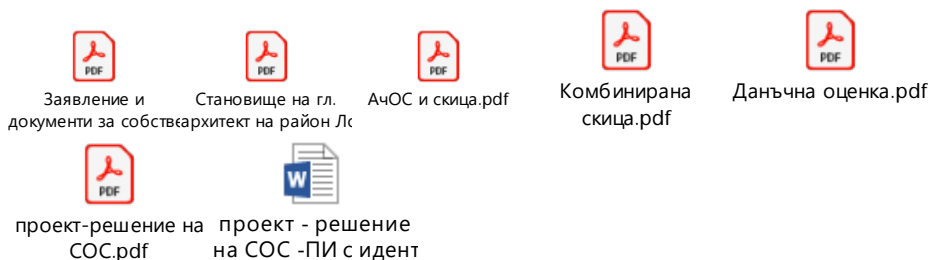 PDF PDF PDF PDF PDF
Заявление и Становище на гл. АчОС и скица.pdf Комбинирана Данъчна оценка.pdf
документи за собстве архитект на район Ло скица.pdf
PDF W
проект-решение на проект - решение
СОС.pdf на СОС -ПИ с идент